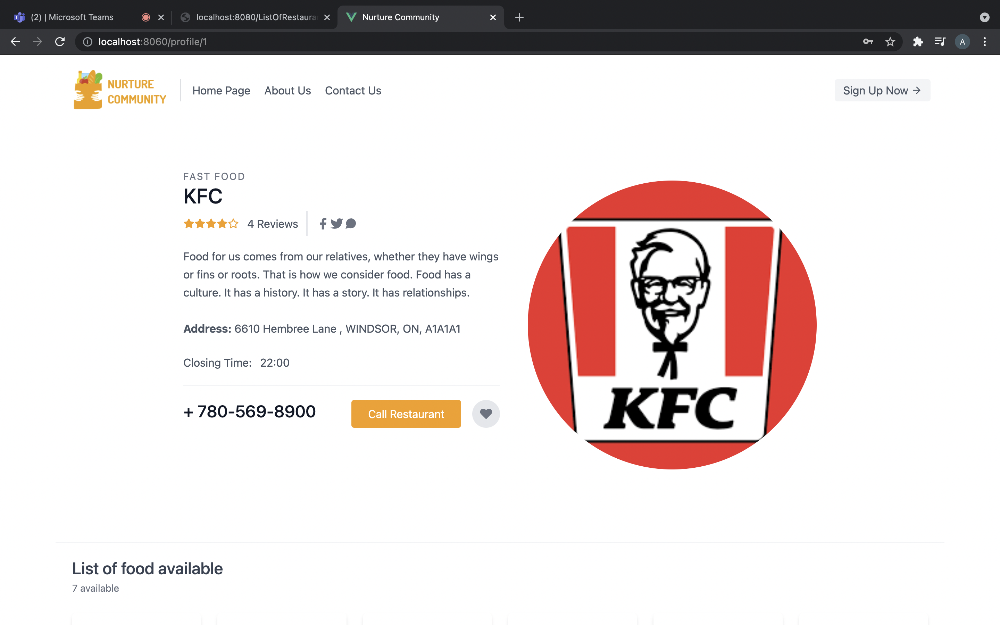 (2) | Microsoft Teams
localhost:8080/ListOfRestaura
Nurture Community
localhost:8060/profile/1
A
NURTURE
COMMUNITY
Home Page
About Us
Contact Us
Sign Up Now →
FAST FOOD
KFC
4 Reviews
Food for us comes from our relatives, whether they have wings
or fins or roots. That is how we consider food. Food has a
culture. It has a history. It has a story. It has relationships.
Address: 6610 Hembree Lane , WINDSOR, ON, A1A1A1
Closing Time: 22:00
+ 780-569-8900
Call Restaurant
KFC
List of food available
7 available